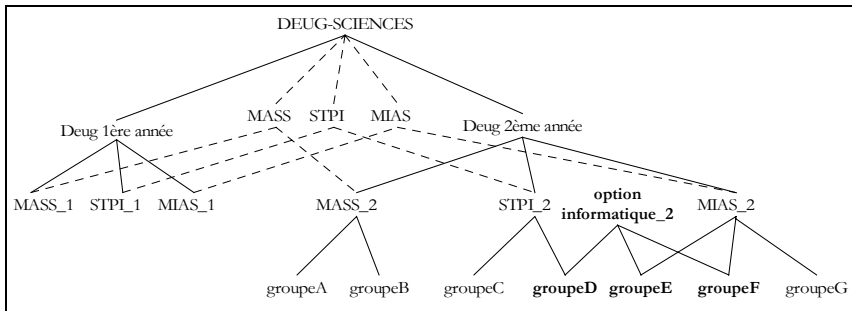 DEUG-SCIENCES
MASS STPI MIAS
Deug 1ère année Deug 2ème année
option
MASS_1 STPI_1 MIAS_1 MASS_2 STPI_2 informatique_2 MIAS_2
groupeA groupeB groupeC groupeD groupeE groupeF groupeG